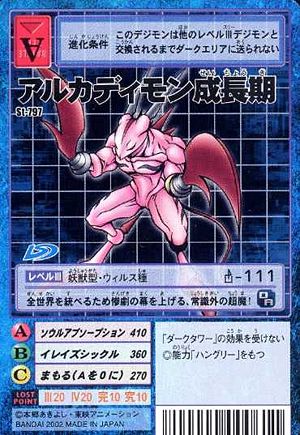 進化条件
このデジモンは他のレベルⅢデジモンと
交換されるまでダークエリアに送られない
アルカディモン成長期
St-797
レベルⅢ 妖獣型・ウィルス種
-111
全世界を統べるため惨劇の幕を上げる、常識外の超魔!
A ソウルアブソープション 410
B イレイズシックル 360
C まもる(Aを0に) 270
「ダークタワー」の効果を受けない
◎能力「ハングリー」をもつ
LOST POINT Ⅲ20 Ⅳ20 完10 究10
©本郷あきよし・東映アニメーション
BANDAI 2002 MADE IN JAPAN